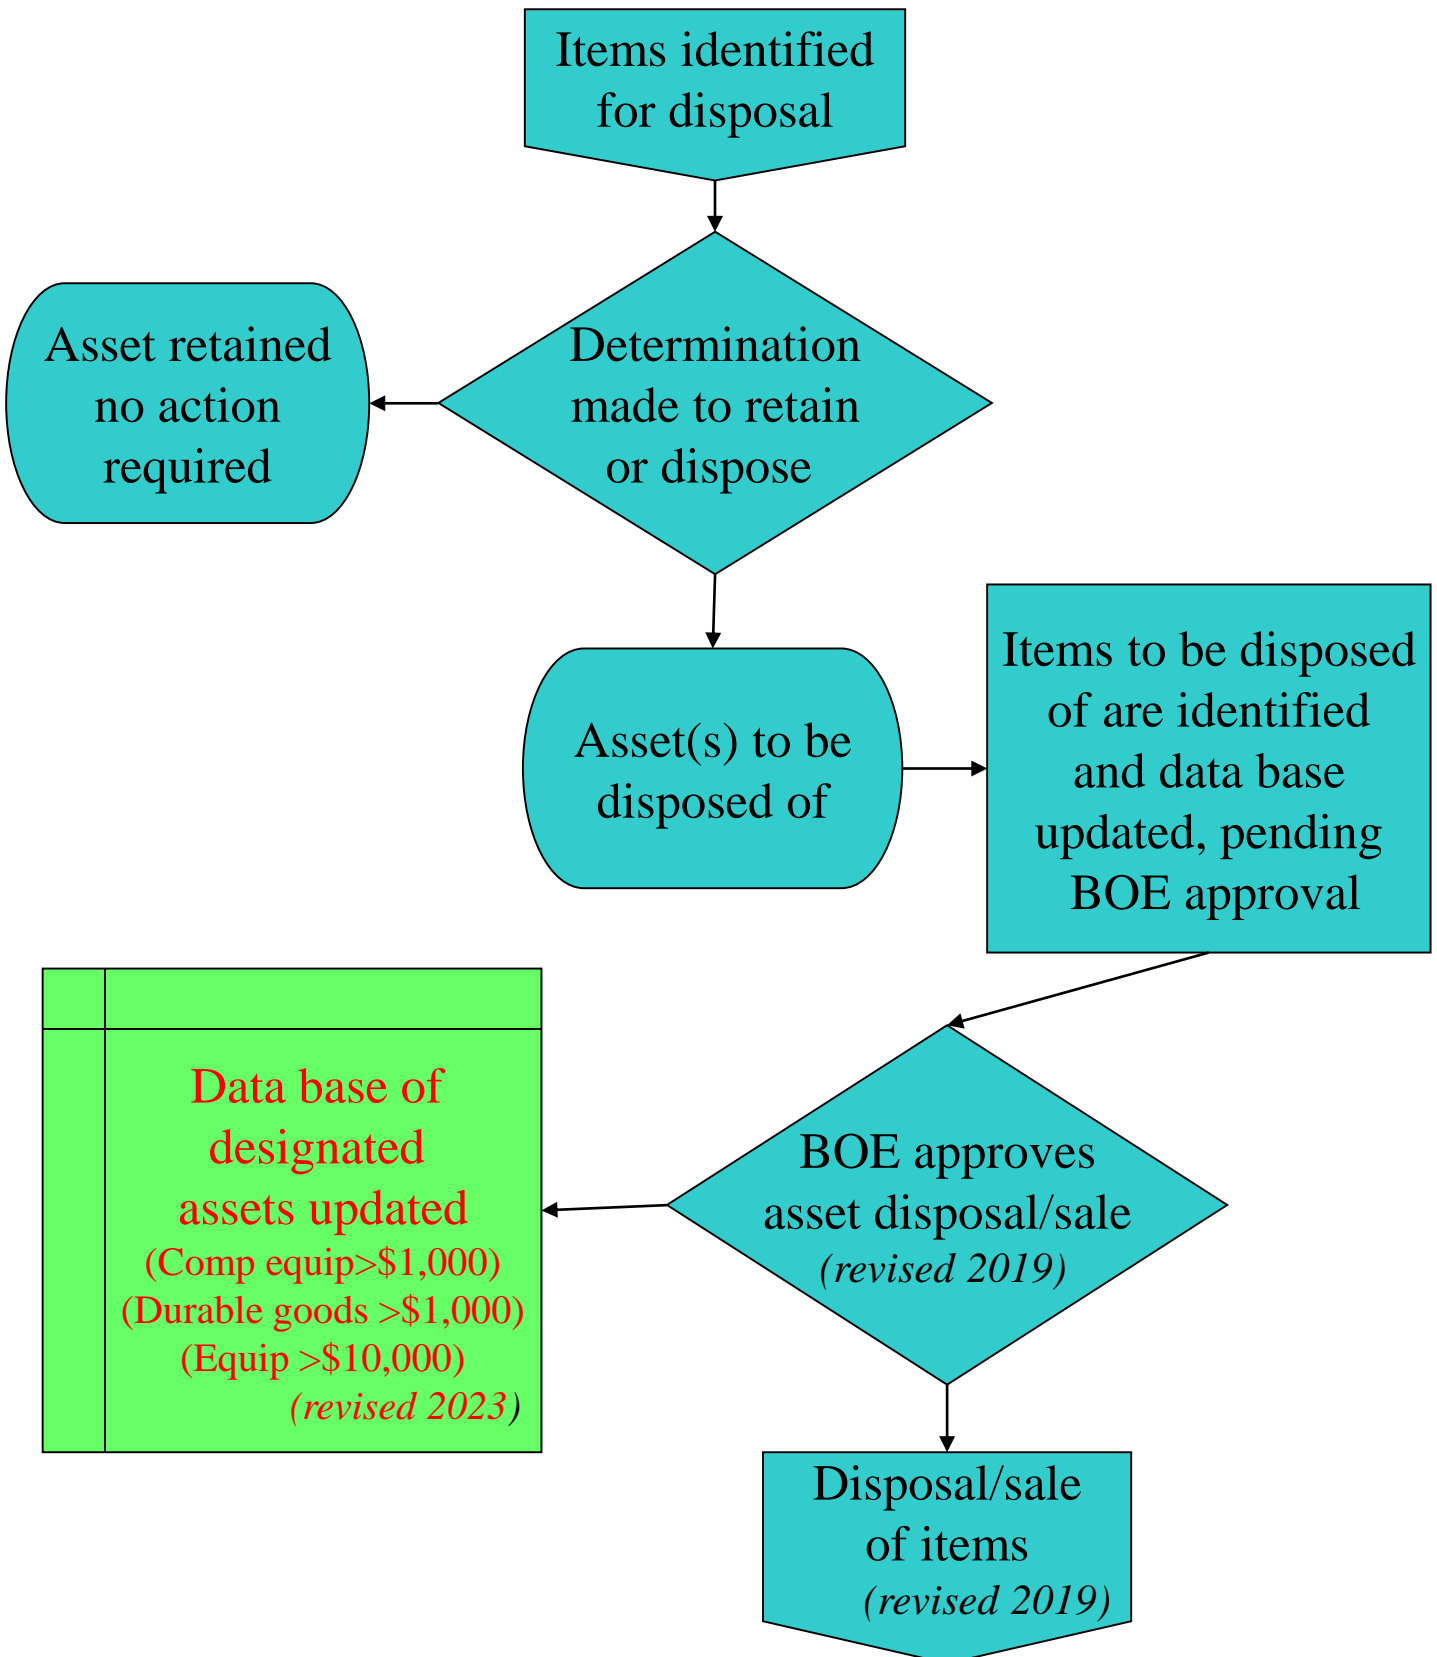 Items identified
for disposal
Determination
made to retain
or dispose
Asset retained
no action
required
Asset(s) to be
disposed of
Items to be disposed
of are identified
and data base
updated, pending
BOE approval
BOE approves
asset disposal/sale
(revised 2019)
Data base of
designated
assets updated
(Comp equip>$1,000)
(Durable goods >$1,000)
(Equip >$10,000)
(revised 2023)
Disposal/sale
of items
(revised 2019)